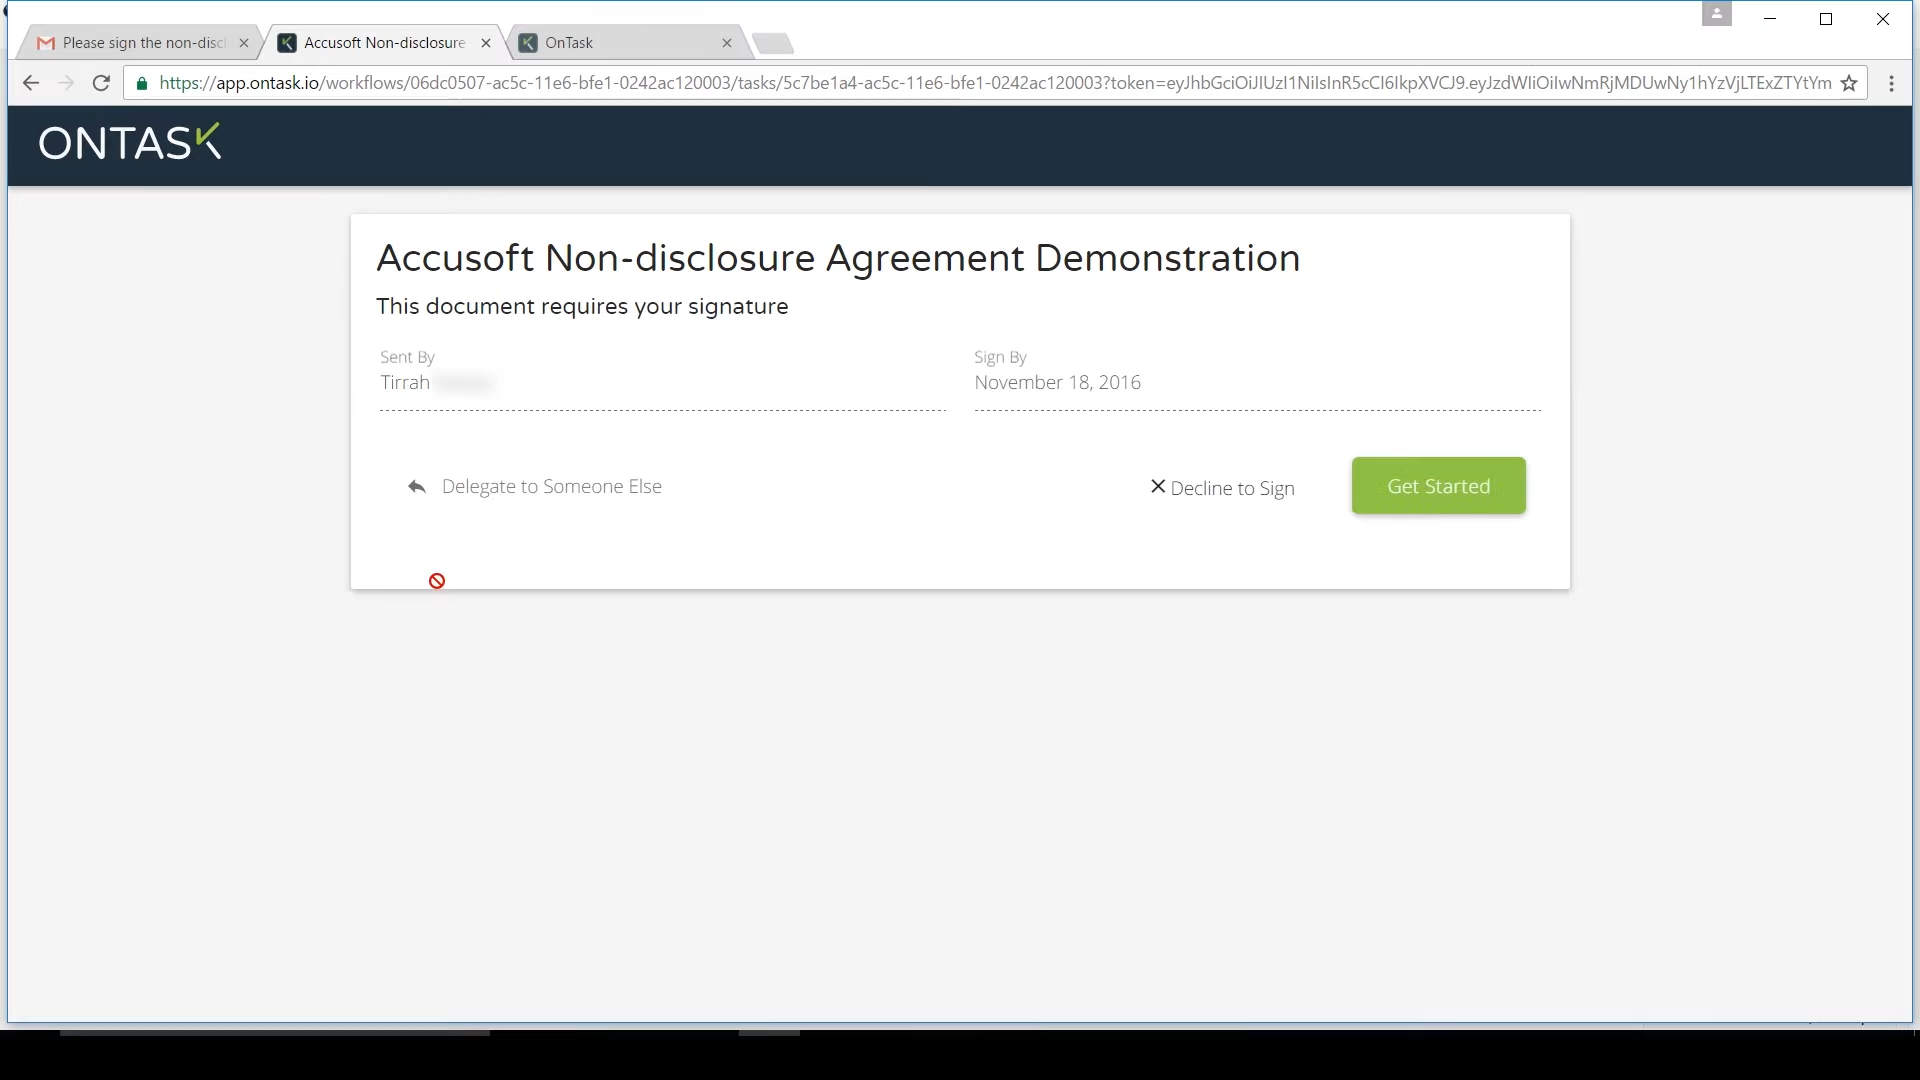 Please sign the non-discl
Accusoft Non-disclosure
OnTask
https://app.ontask.io/workflows/06dc0507-ac5c-11e6-bfe1-0242ac120003/tasks/5c7be1a4-ac5c-11e6-bfe1-0242ac120003?token=eyJhbGciOiJIUzI1NiIsInR5cCI6IkpXVCJ9.eyJzdWIiOiIwNmRjMDUwNy1hYzVjLTExZTYtYm
ONTASK
Accusoft Non-disclosure Agreement Demonstration
This document requires your signature
Sent By
Sign By
Tirrah
November 18, 2016
Delegate to Someone Else
Decline to Sign
Get Started